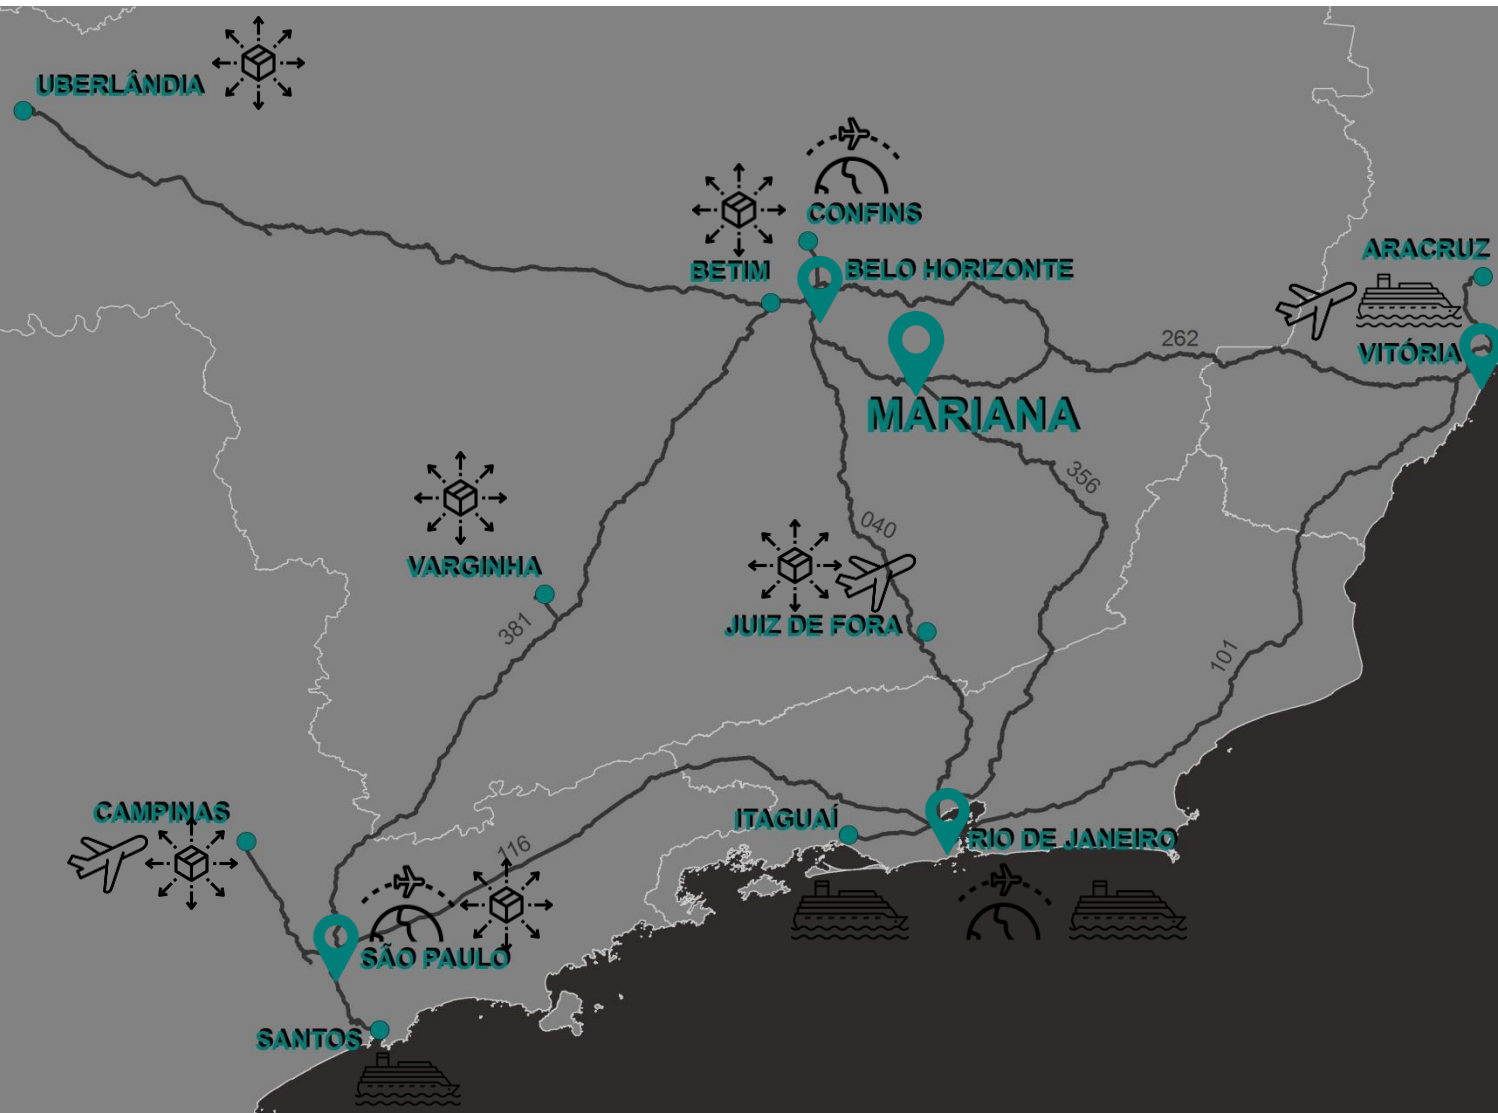 UBERLÂNDIA
CONFINS
BETIM
BELO HORIZONTE
ARACRUZ
262
VITÓRIA
MARIANA
356
040
VARGINHA
JUIZ DE FORA
381
101
CAMPINAS
ITAGUAÍ
RIO DE JANEIRO
116
SÃO PAULO
SANTOS